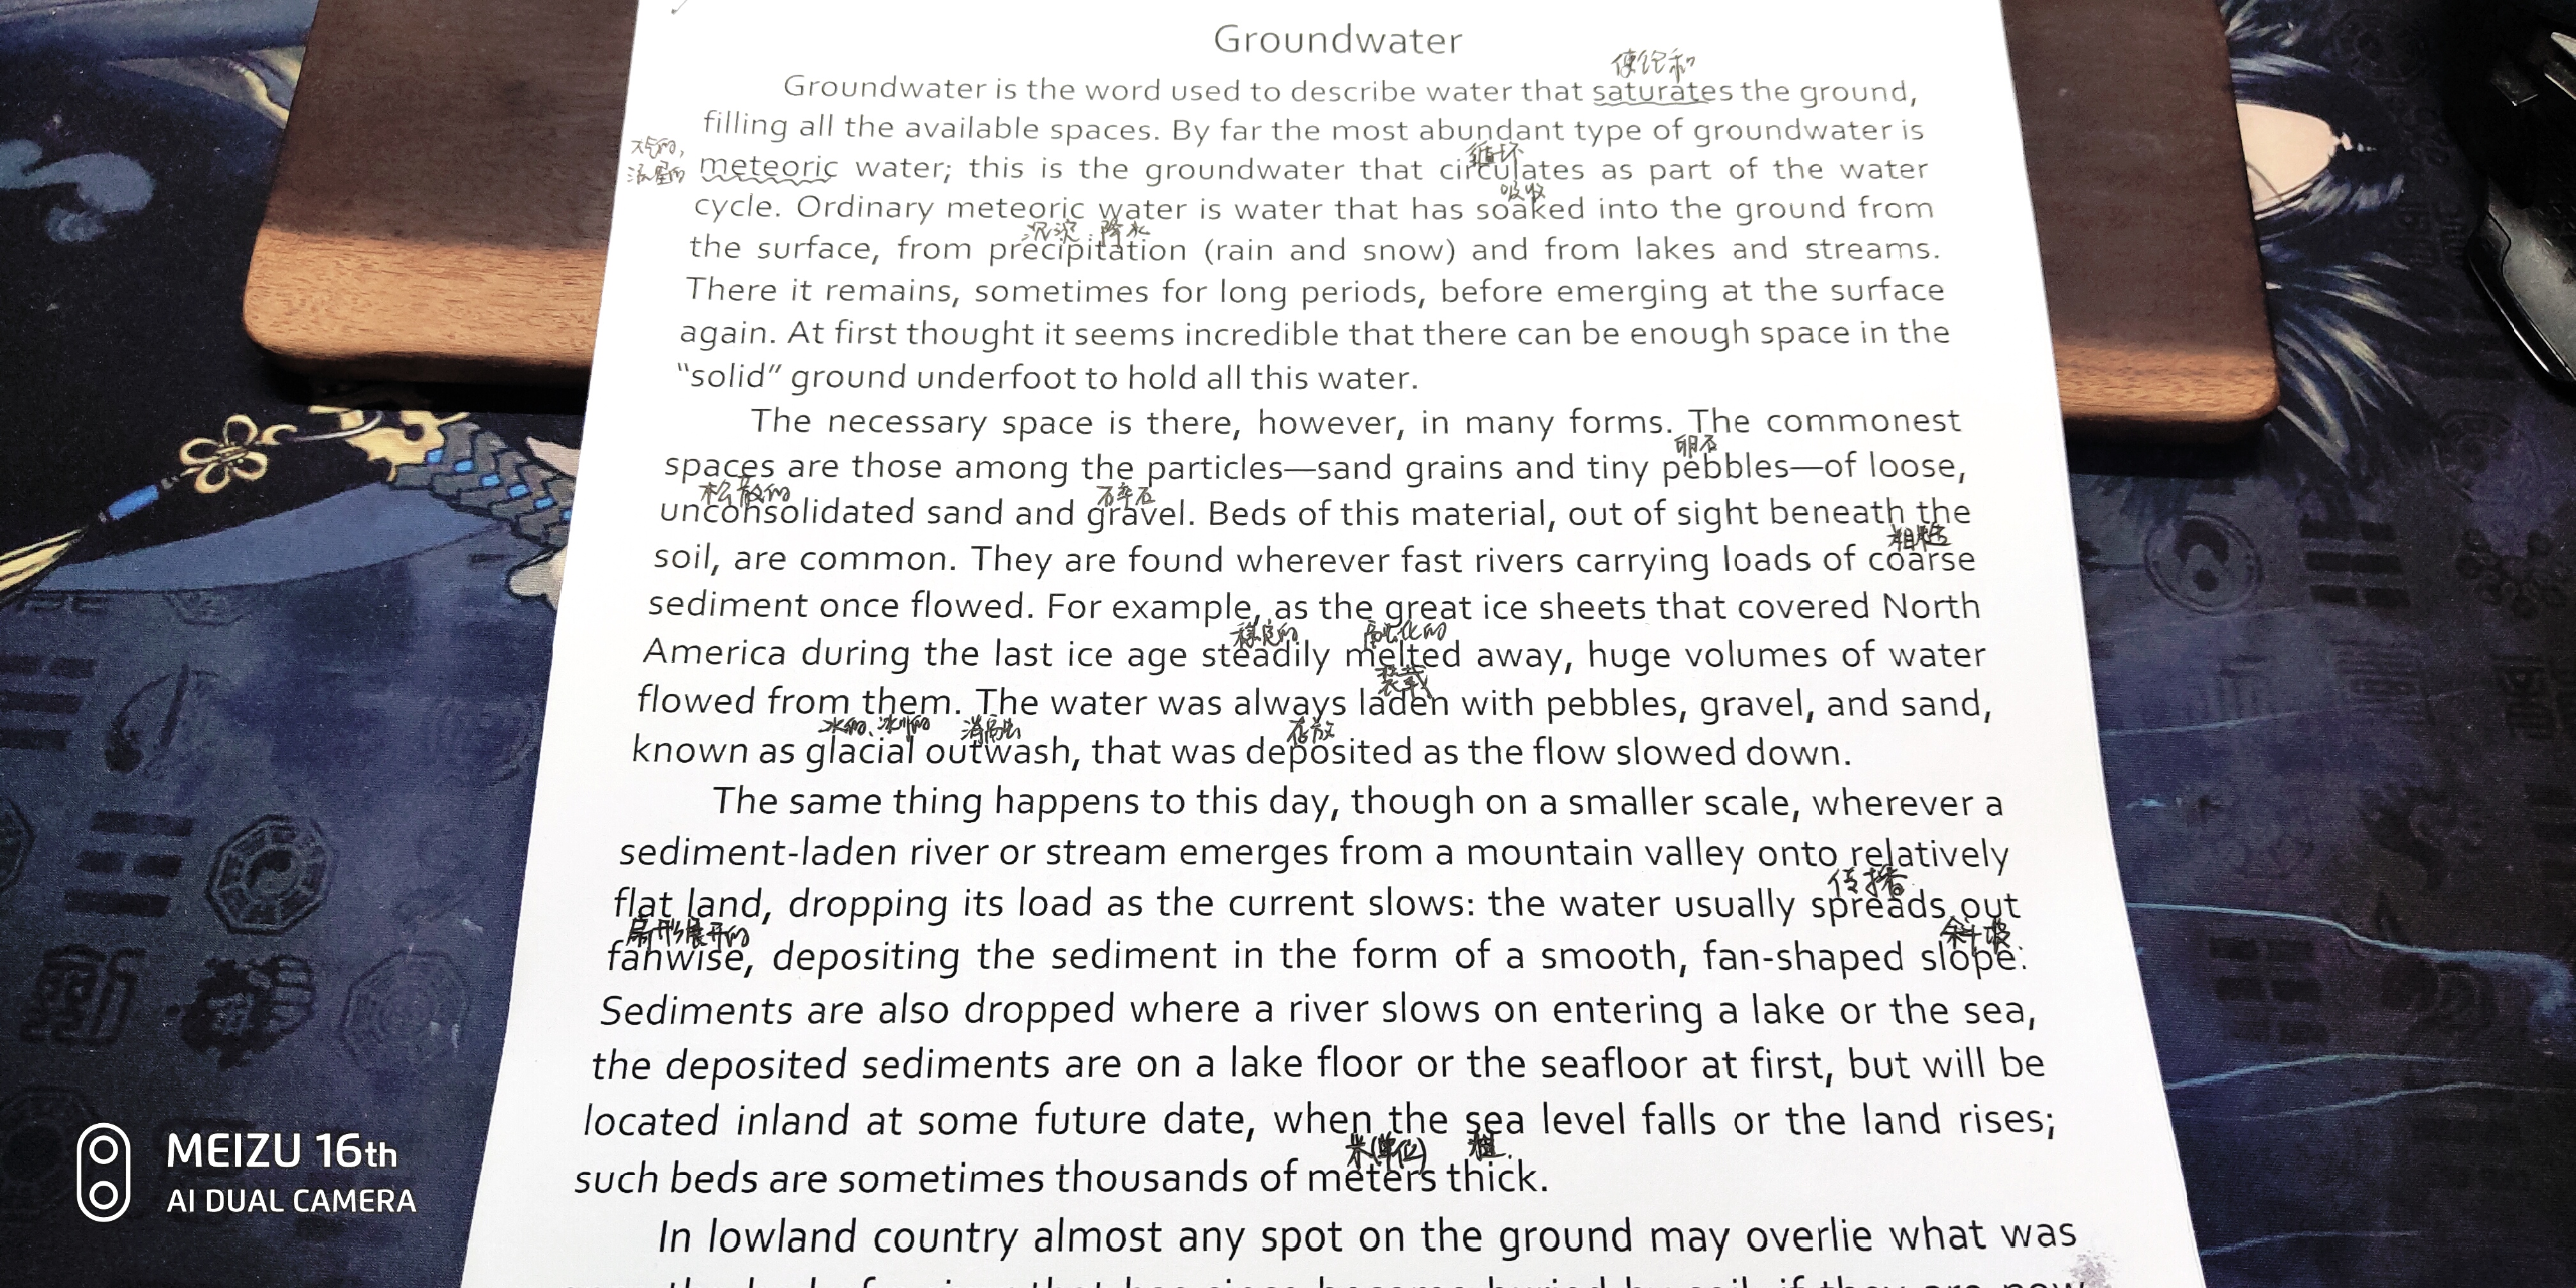 Groundwater
使饱和
Groundwater is the word used to describe water that saturates the ground,
filling all the available spaces. By far the most abundant type of groundwater is
大气的,
流星的
循环
meteoric water; this is the groundwater that circulates as part of the water
吸收
cycle. Ordinary meteoric water is water that has soaked into the ground from
沉淀 降水
the surface, from precipitation (rain and snow) and from lakes and streams.
There it remains, sometimes for long periods, before emerging at the surface
again. At first thought it seems incredible that there can be enough space in the
“solid” ground underfoot to hold all this water.
The necessary space is there, however, in many forms. The commonest
卵石
spaces are those among the particles—sand grains and tiny pebbles—of loose,
松散的 碎石
unconsolidated sand and gravel. Beds of this material, out of sight beneath the
粗糙
soil, are common. They are found wherever fast rivers carrying loads of coarse
sediment once flowed. For example, as the great ice sheets that covered North
稳定的 融化的
America during the last ice age steadily melted away, huge volumes of water
装载
flowed from them. The water was always laden with pebbles, gravel, and sand,
冰的、冰川的 存放
known as glacial outwash, that was deposited as the flow slowed down.
The same thing happens to this day, though on a smaller scale, wherever a
sediment-laden river or stream emerges from a mountain valley onto relatively
传播
flat land, dropping its load as the current slows: the water usually spreads out
扇形展开的 斜坡
fanwise, depositing the sediment in the form of a smooth, fan-shaped slope.
Sediments are also dropped where a river slows on entering a lake or the sea,
the deposited sediments are on a lake floor or the seafloor at first, but will be
located inland at some future date, when the sea level falls or the land rises;
米(单位) 粗.
such beds are sometimes thousands of meters thick.
In lowland country almost any spot on the ground may overlie what was
MEIZU 16th
AI DUAL CAMERA